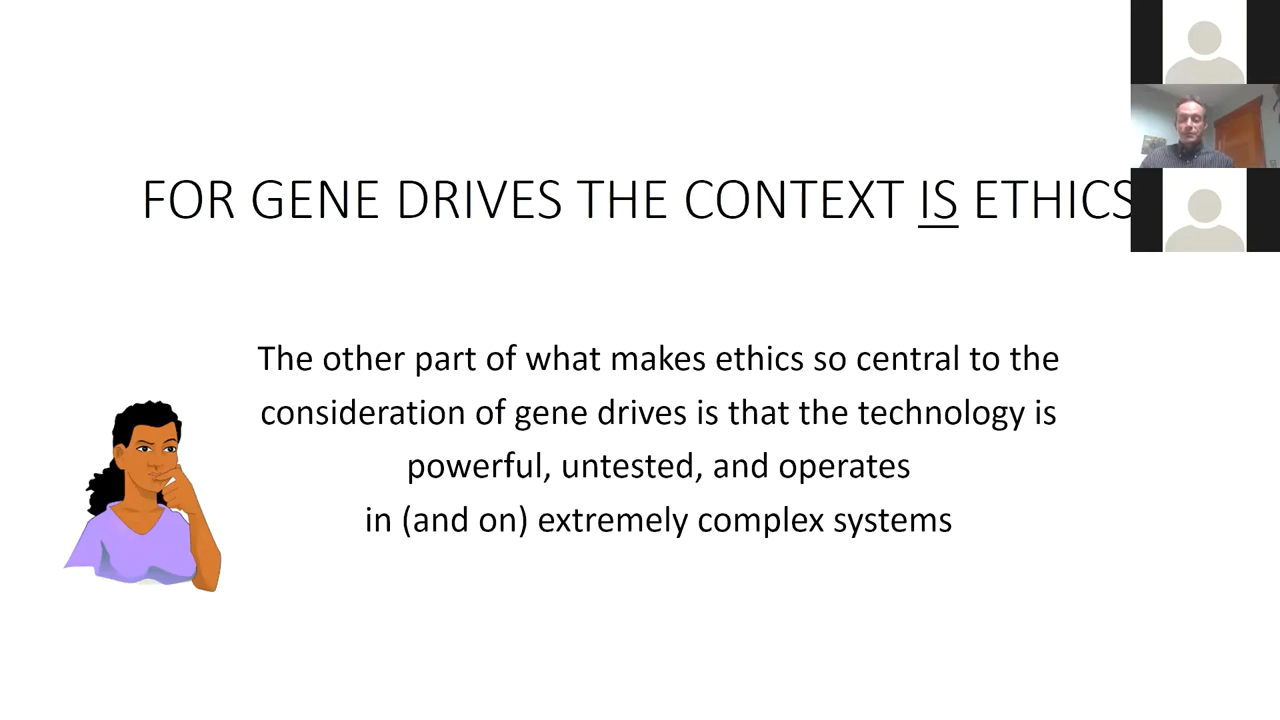 FOR GENE DRIVES THE CONTEXT IS ETHICS
The other part of what makes ethics so central to the
consideration of gene drives is that the technology is
powerful, untested, and operates
in (and on) extremely complex systems